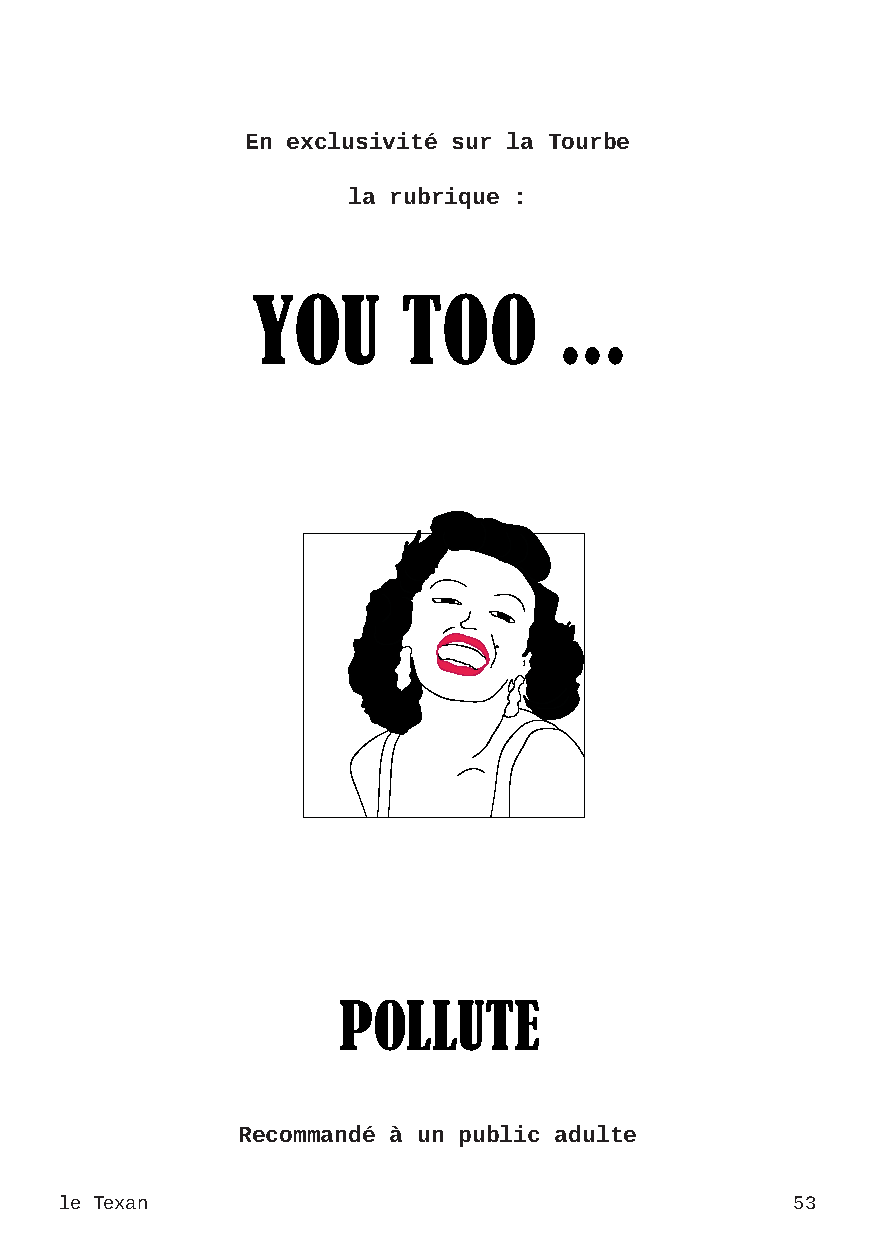 En exclusivité sur la Tourbe
la rubrique :
YOU TOO ...
POLLUTE
Recommandé à un public adulte
le Texan 53